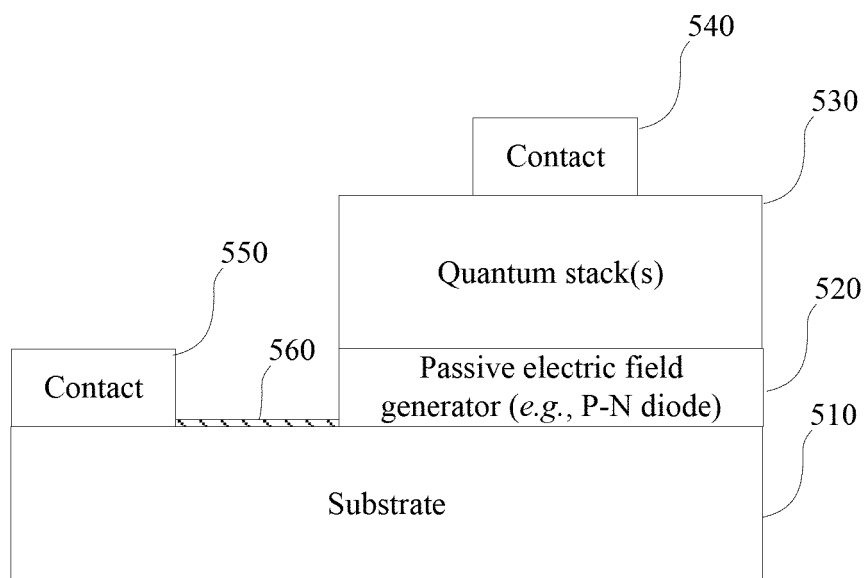 540
530
Contact
550
Quantum stack(s)
520
560
Contact
Passive electric field
generator (e.g., P-N diode)
510
Substrate